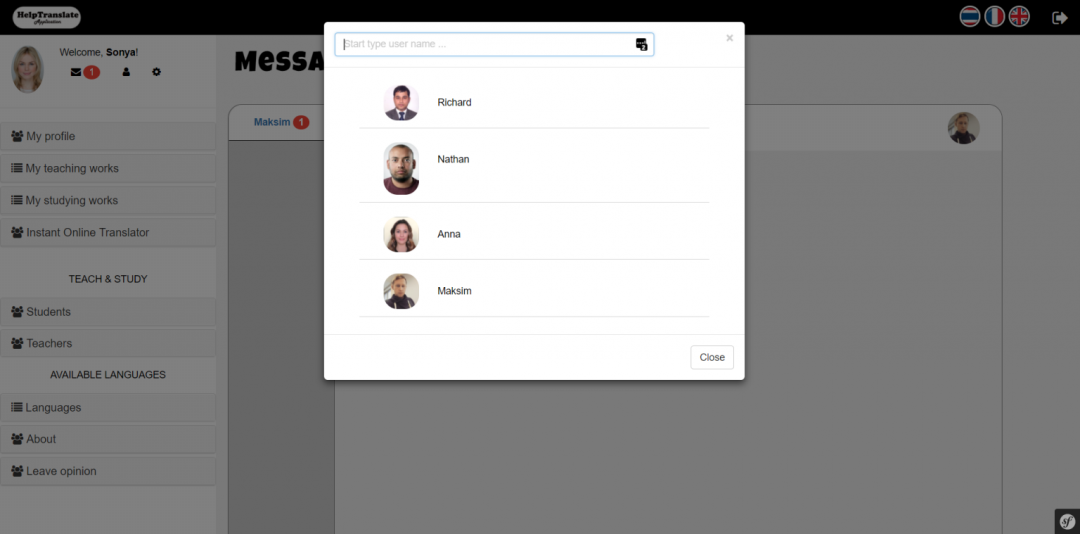 HelpTranslate
Application
Welcome, Sonya!
1
Messa
Start type user name ...
Maksim 1
Richard
Nathan
Anna
Maksim
Close
My profile
My teaching works
My studying works
Instant Online Translator
TEACH & STUDY
Students
Teachers
AVAILABLE LANGUAGES
Languages
About
Leave opinion
sf